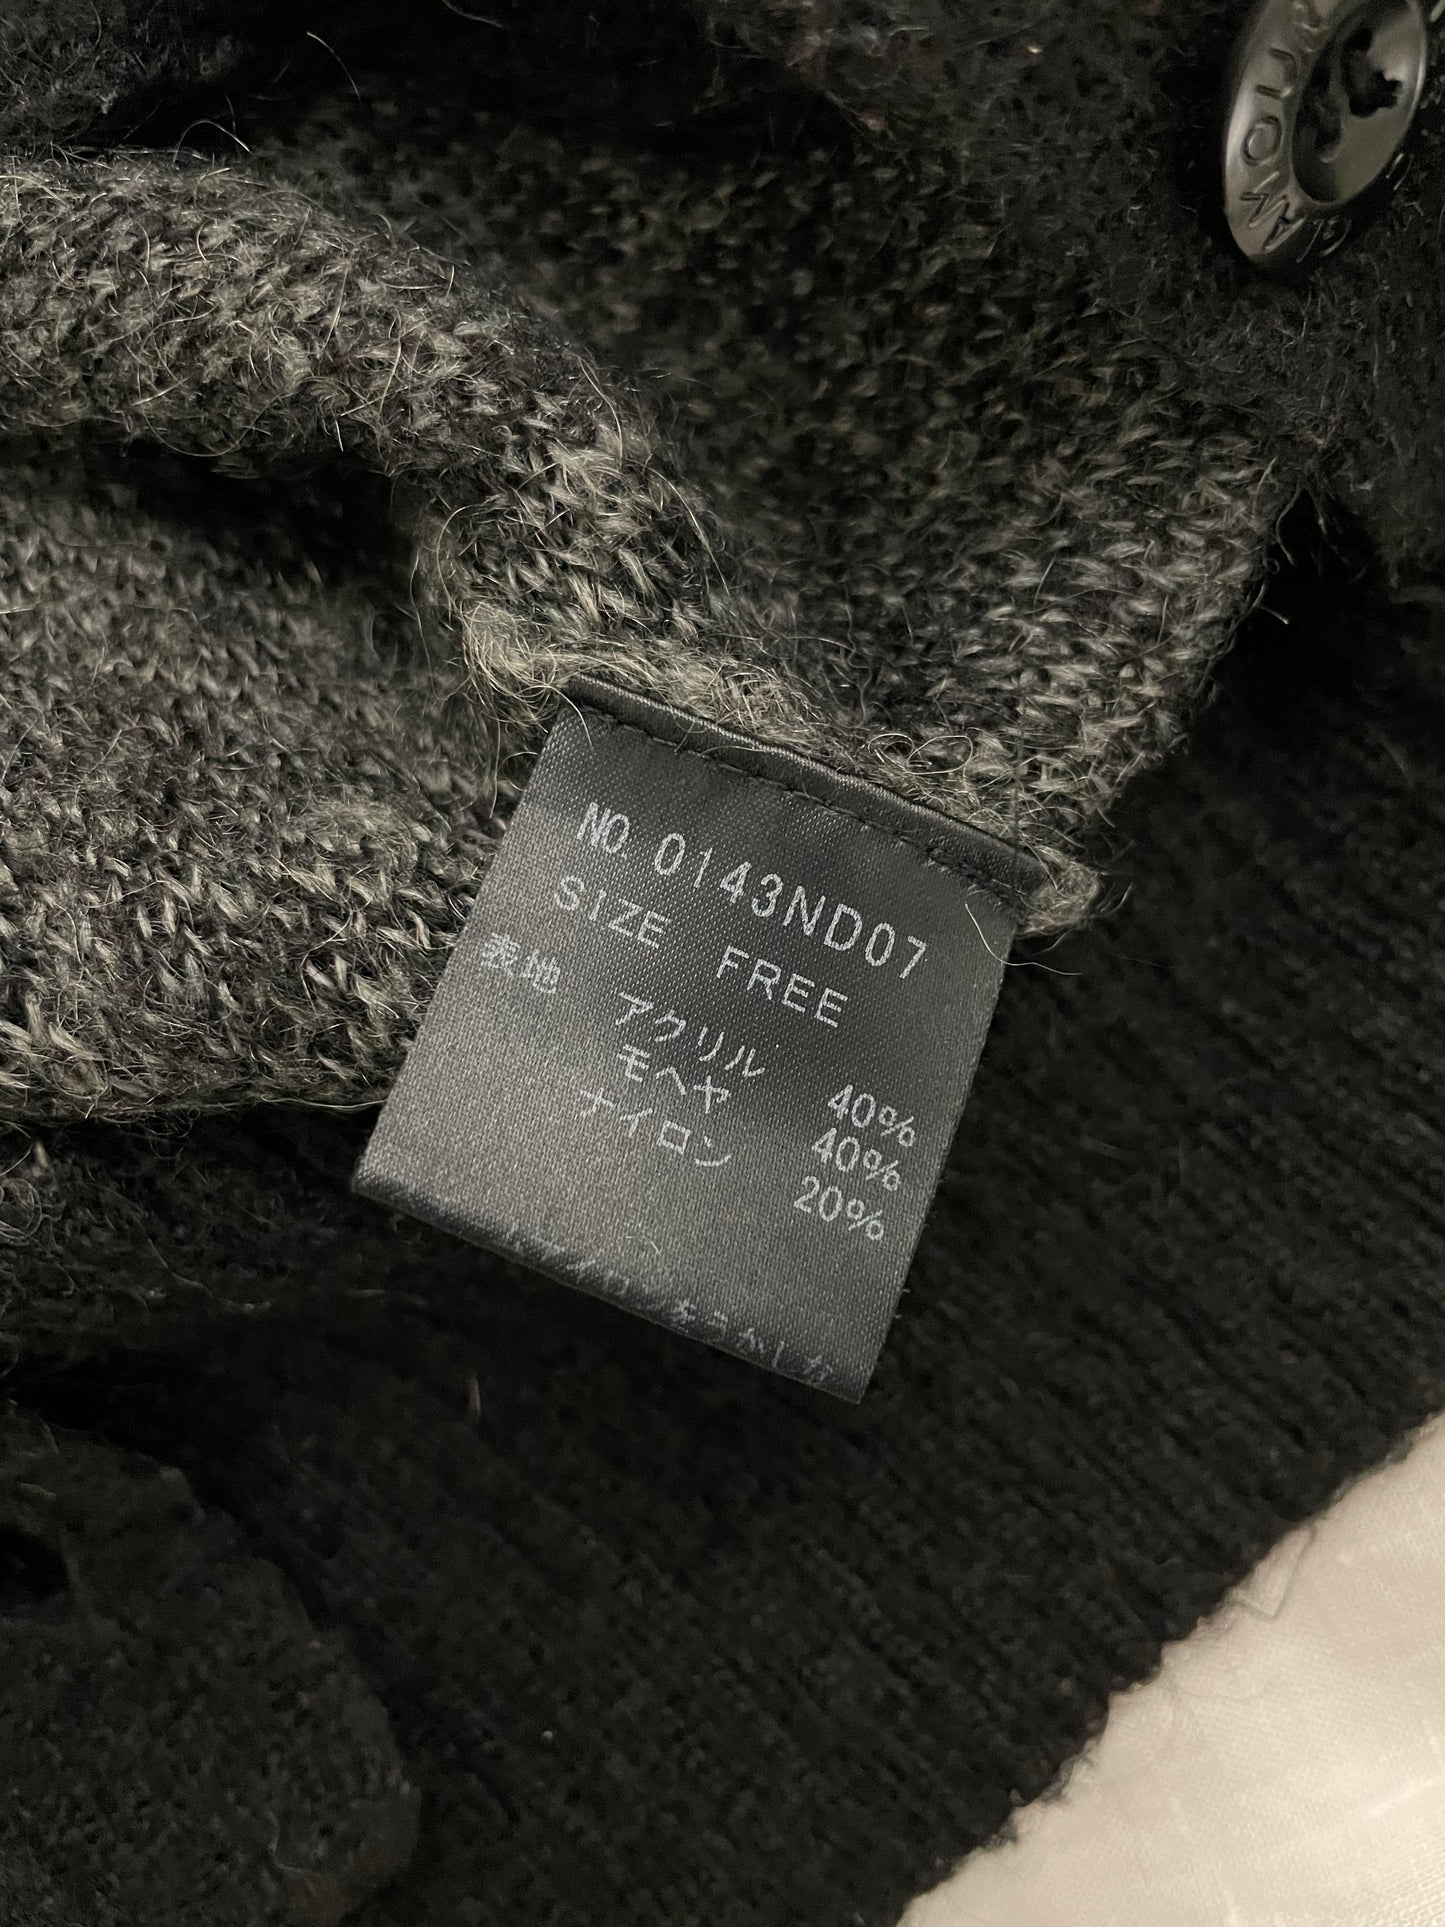 NO. 0143ND07
SIZE FREE
表地 アクリル 40%
モヘヤ 40%
ナイロン 20%